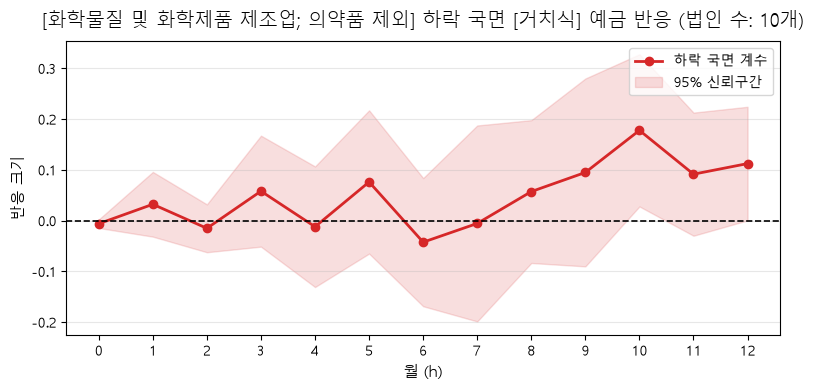 [화학물질 및 화학제품 제조업; 의약품 제외] 하락 국면 [거치식] 예금 반응 (법인 수: 10개)
하락 국면 계수
95% 신뢰구간
반응 크기
0.3
0.2
0.1
0.0
-0.1
-0.2
0 1 2 3 4 5 6 7 8 9 10 11 12
월 (h)